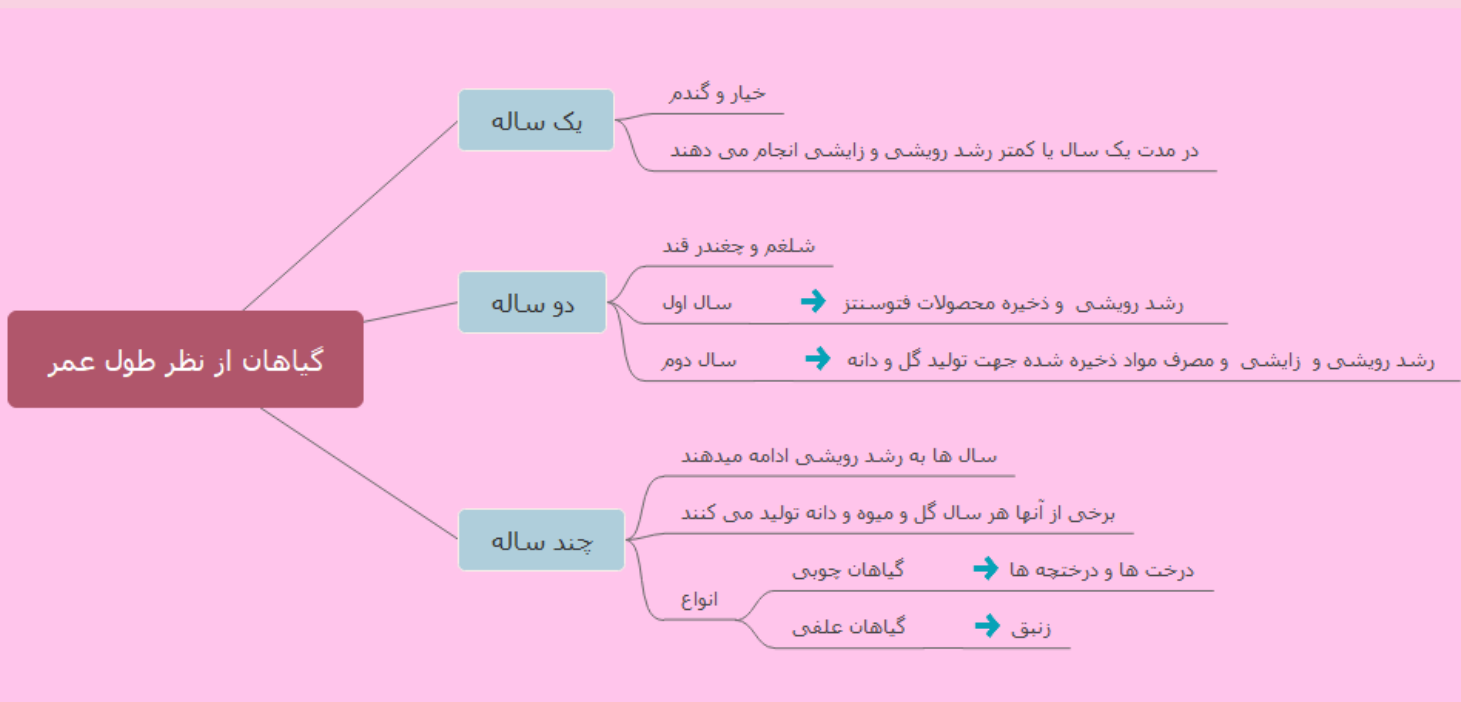 گیاهان از نظر طول عمر
یک ساله
خیار و گندم
در مدت یک سال یا کمتر رشد رویشی و زایشی انجام می دهند
دو ساله
شلغم و چغندر قند
سال اول ➔ رشد رویشی و ذخیره محصولات فتوسنتز
سال دوم ➔ رشد رویشی و زایشی و مصرف مواد ذخیره شده جهت تولید گل و دانه
چند ساله
سال ها به رشد رویشی ادامه میدهند
برخی از آنها هر سال گل و میوه و دانه تولید می کنند
انواع
گیاهان چوبی ➔ درخت ها و درختچه ها
گیاهان علفی ➔ زنبق